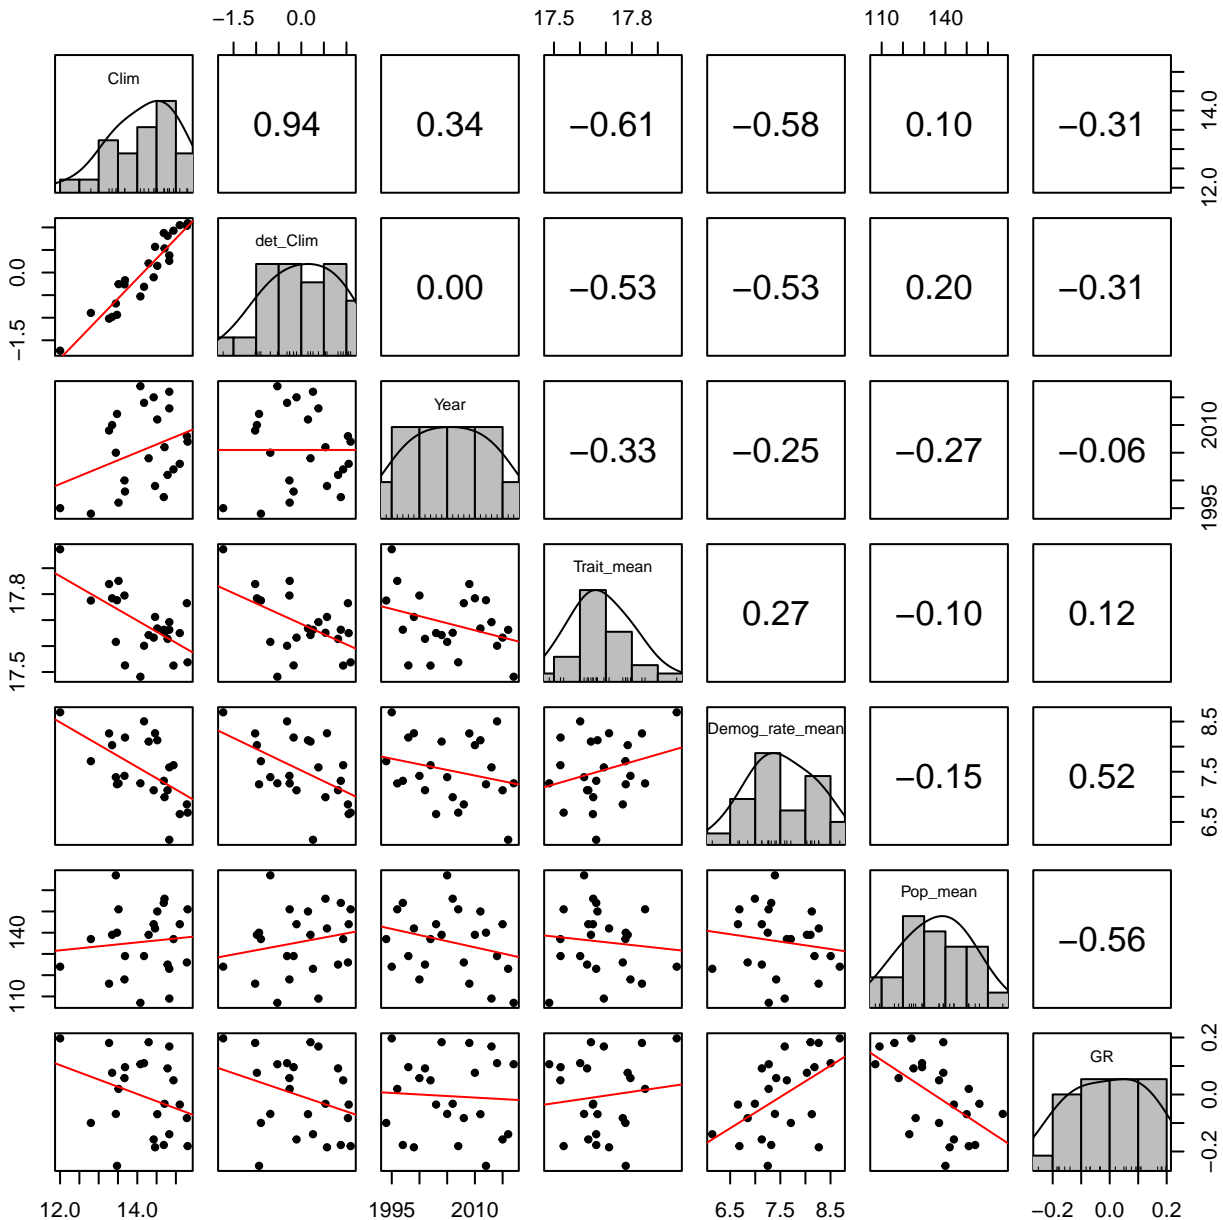 −1.5 0.0 17.5 17.8 110 140
Clim 0.94 0.34 −0.61 −0.58 0.10 −0.31 12.0 14.0
−1.5 0.0 det_Clim 0.00 −0.53 −0.53 0.20 −0.31
Year −0.33 −0.25 −0.27 −0.06 1995 2010
17.5 17.8 Trait_mean 0.27 −0.10 0.12
Demog_rate_mean −0.15 0.52 6.5 7.5 8.5
110 140 Pop_mean −0.56
GR −0.2 0.0 0.2
12.0 14.0 1995 2010 6.5 7.5 8.5 −0.2 0.0 0.2